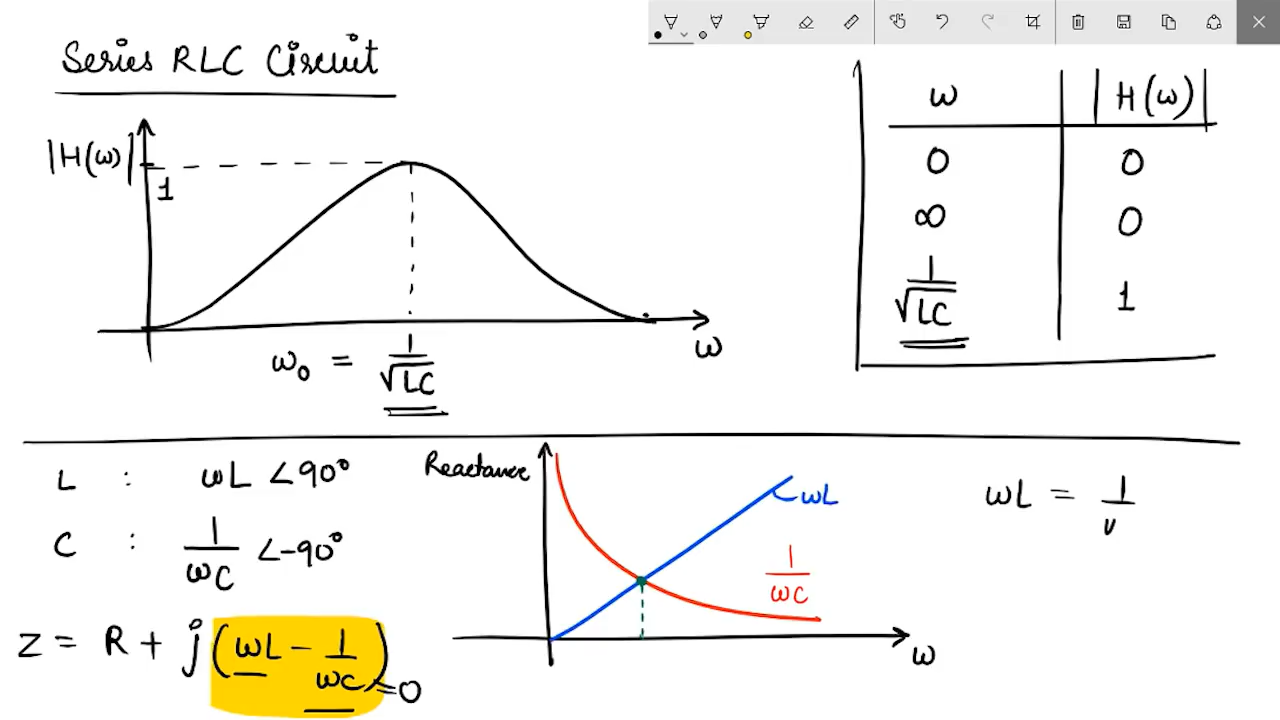 Series RLC Circuit
|H(ω)|
1
ω
ω₀ = 1/√LC
ω |H(ω)|
0 0
∞ 0
1/√LC 1
L : ωL ∠90°
C : 1/ωC ∠-90°
Z = R + j(ωL - 1/ωC) = 0
Reactance
ωL
1/ωC
ω
ωL = 1/